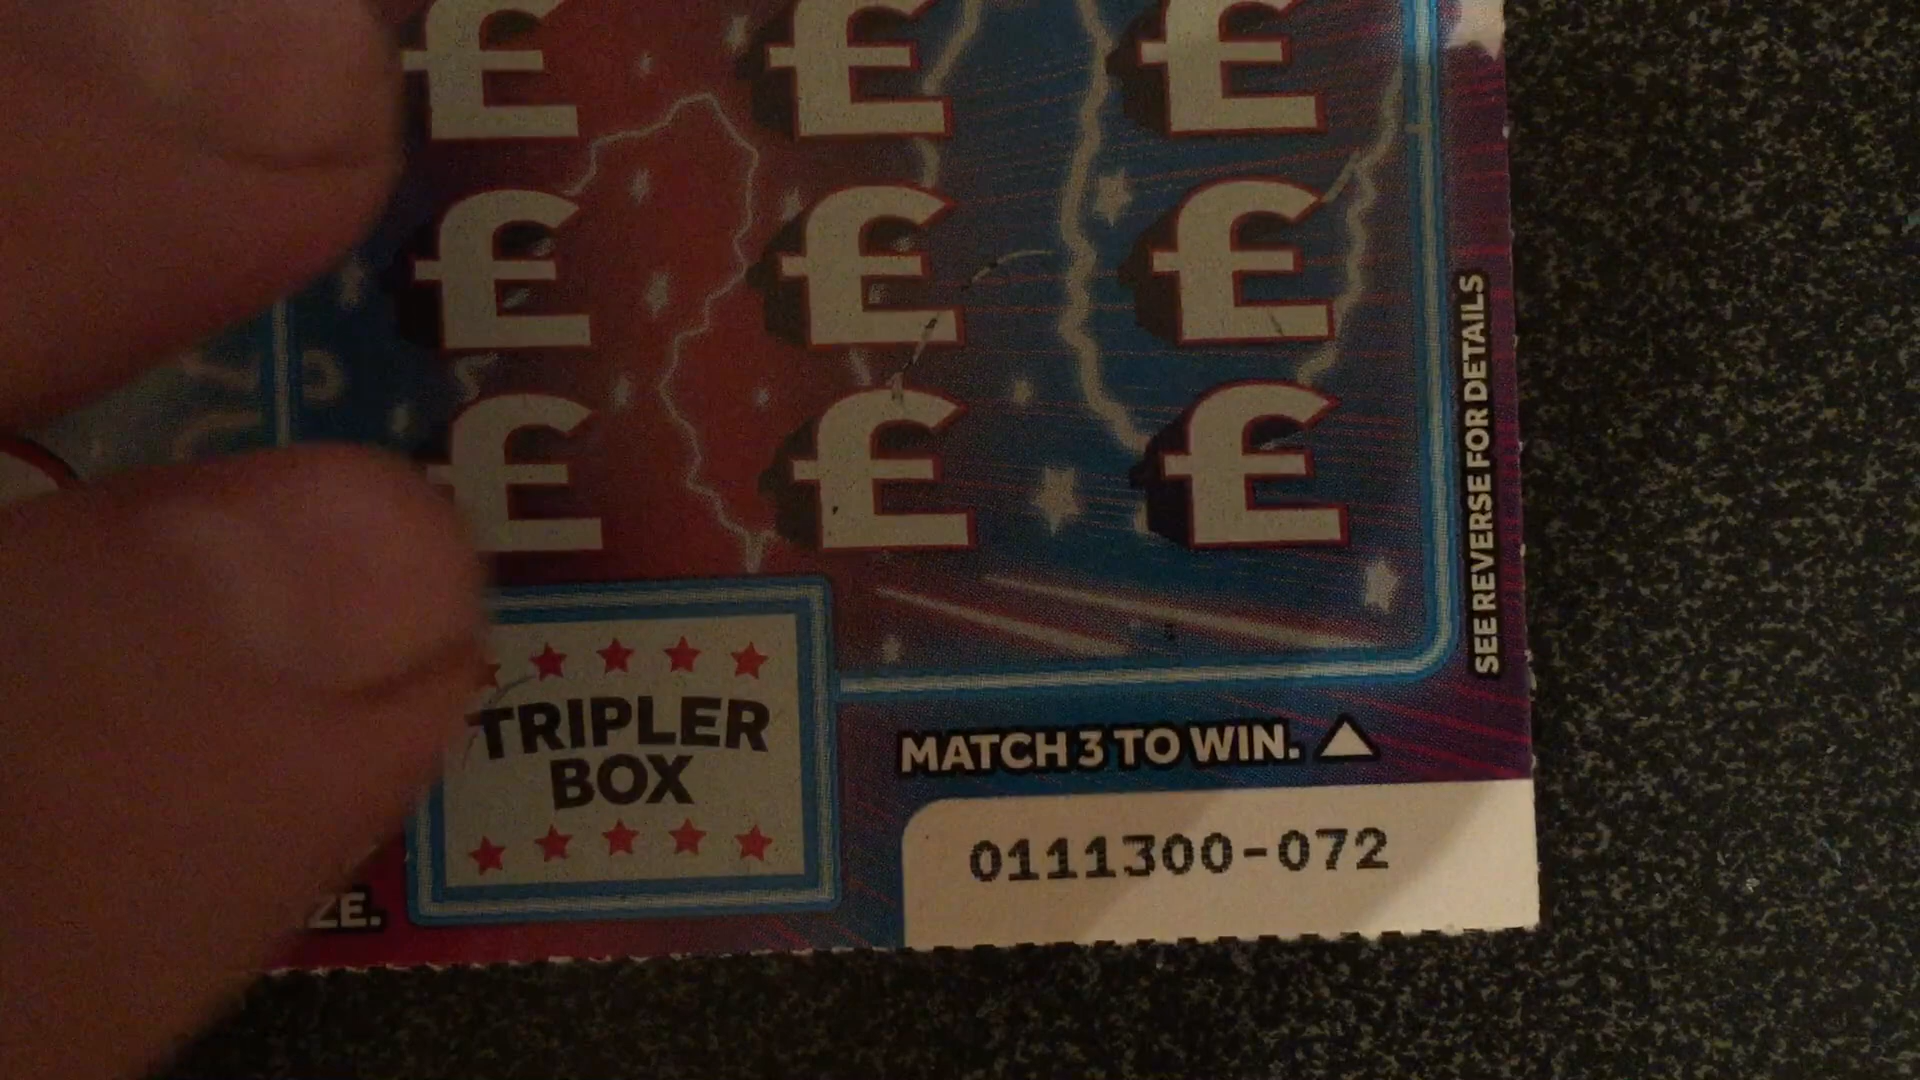 £ £ £
£ £ £
£ £ £
TRIPLER
BOX
MATCH 3 TO WIN.
0111300-072
SEE REVERSE FOR DETAILS